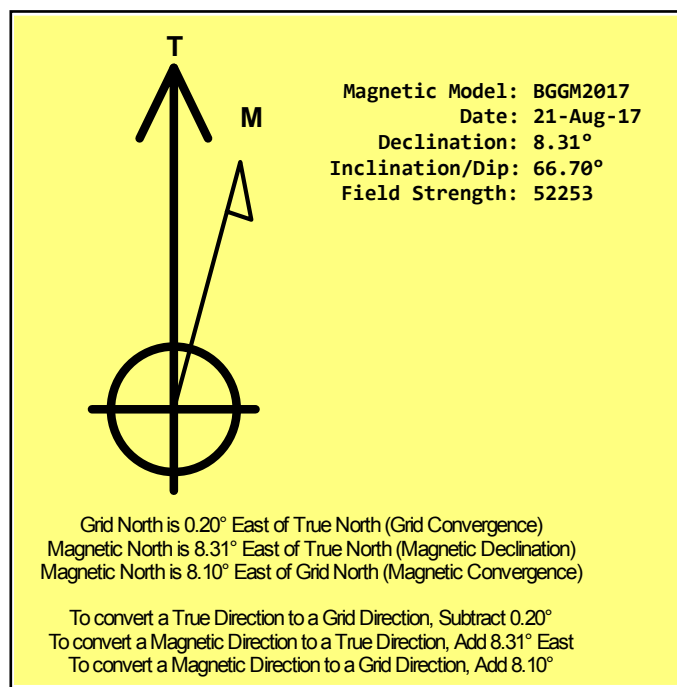 T
M
Magnetic Model: BGGM2017
Date: 21-Aug-17
Declination: 8.31°
Inclination/Dip: 66.70°
Field Strength: 52253
Grid North is 0.20° East of True North (Grid Convergence)
Magnetic North is 8.31° East of True North (Magnetic Declination)
Magnetic North is 8.10° East of Grid North (Magnetic Convergence)
To convert a True Direction to a Grid Direction, Subtract 0.20°
To convert a Magnetic Direction to a True Direction, Add 8.31° East
To convert a Magnetic Direction to a Grid Direction, Add 8.10°